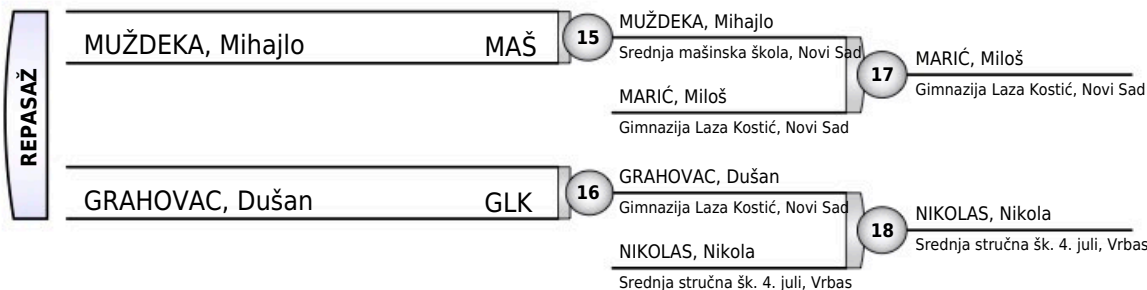 REPASAŽ
MUŽDEKA, Mihajlo MAŠ
15
MUŽDEKA, Mihajlo
Srednja mašinska škola, Novi Sad
MARIĆ, Miloš
Gimnazija Laza Kostić, Novi Sad
17
MARIĆ, Miloš
Gimnazija Laza Kostić, Novi Sad
GRAHOVAC, Dušan GLK
16
GRAHOVAC, Dušan
Gimnazija Laza Kostić, Novi Sad
NIKOLAS, Nikola
Srednja stručna šk. 4. juli, Vrbas
18
NIKOLAS, Nikola
Srednja stručna šk. 4. juli, Vrbas